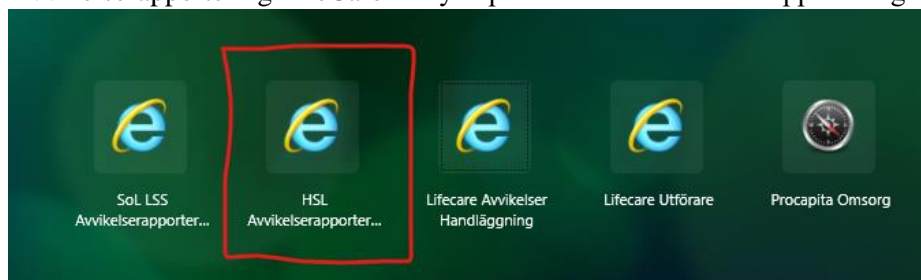 SoL LSS
Avvikelserapporter...
HSL
Avvikelserapporter...
Lifecare Avvikelser
Handläggning
Lifecare Utförare
Procapita Omsorg